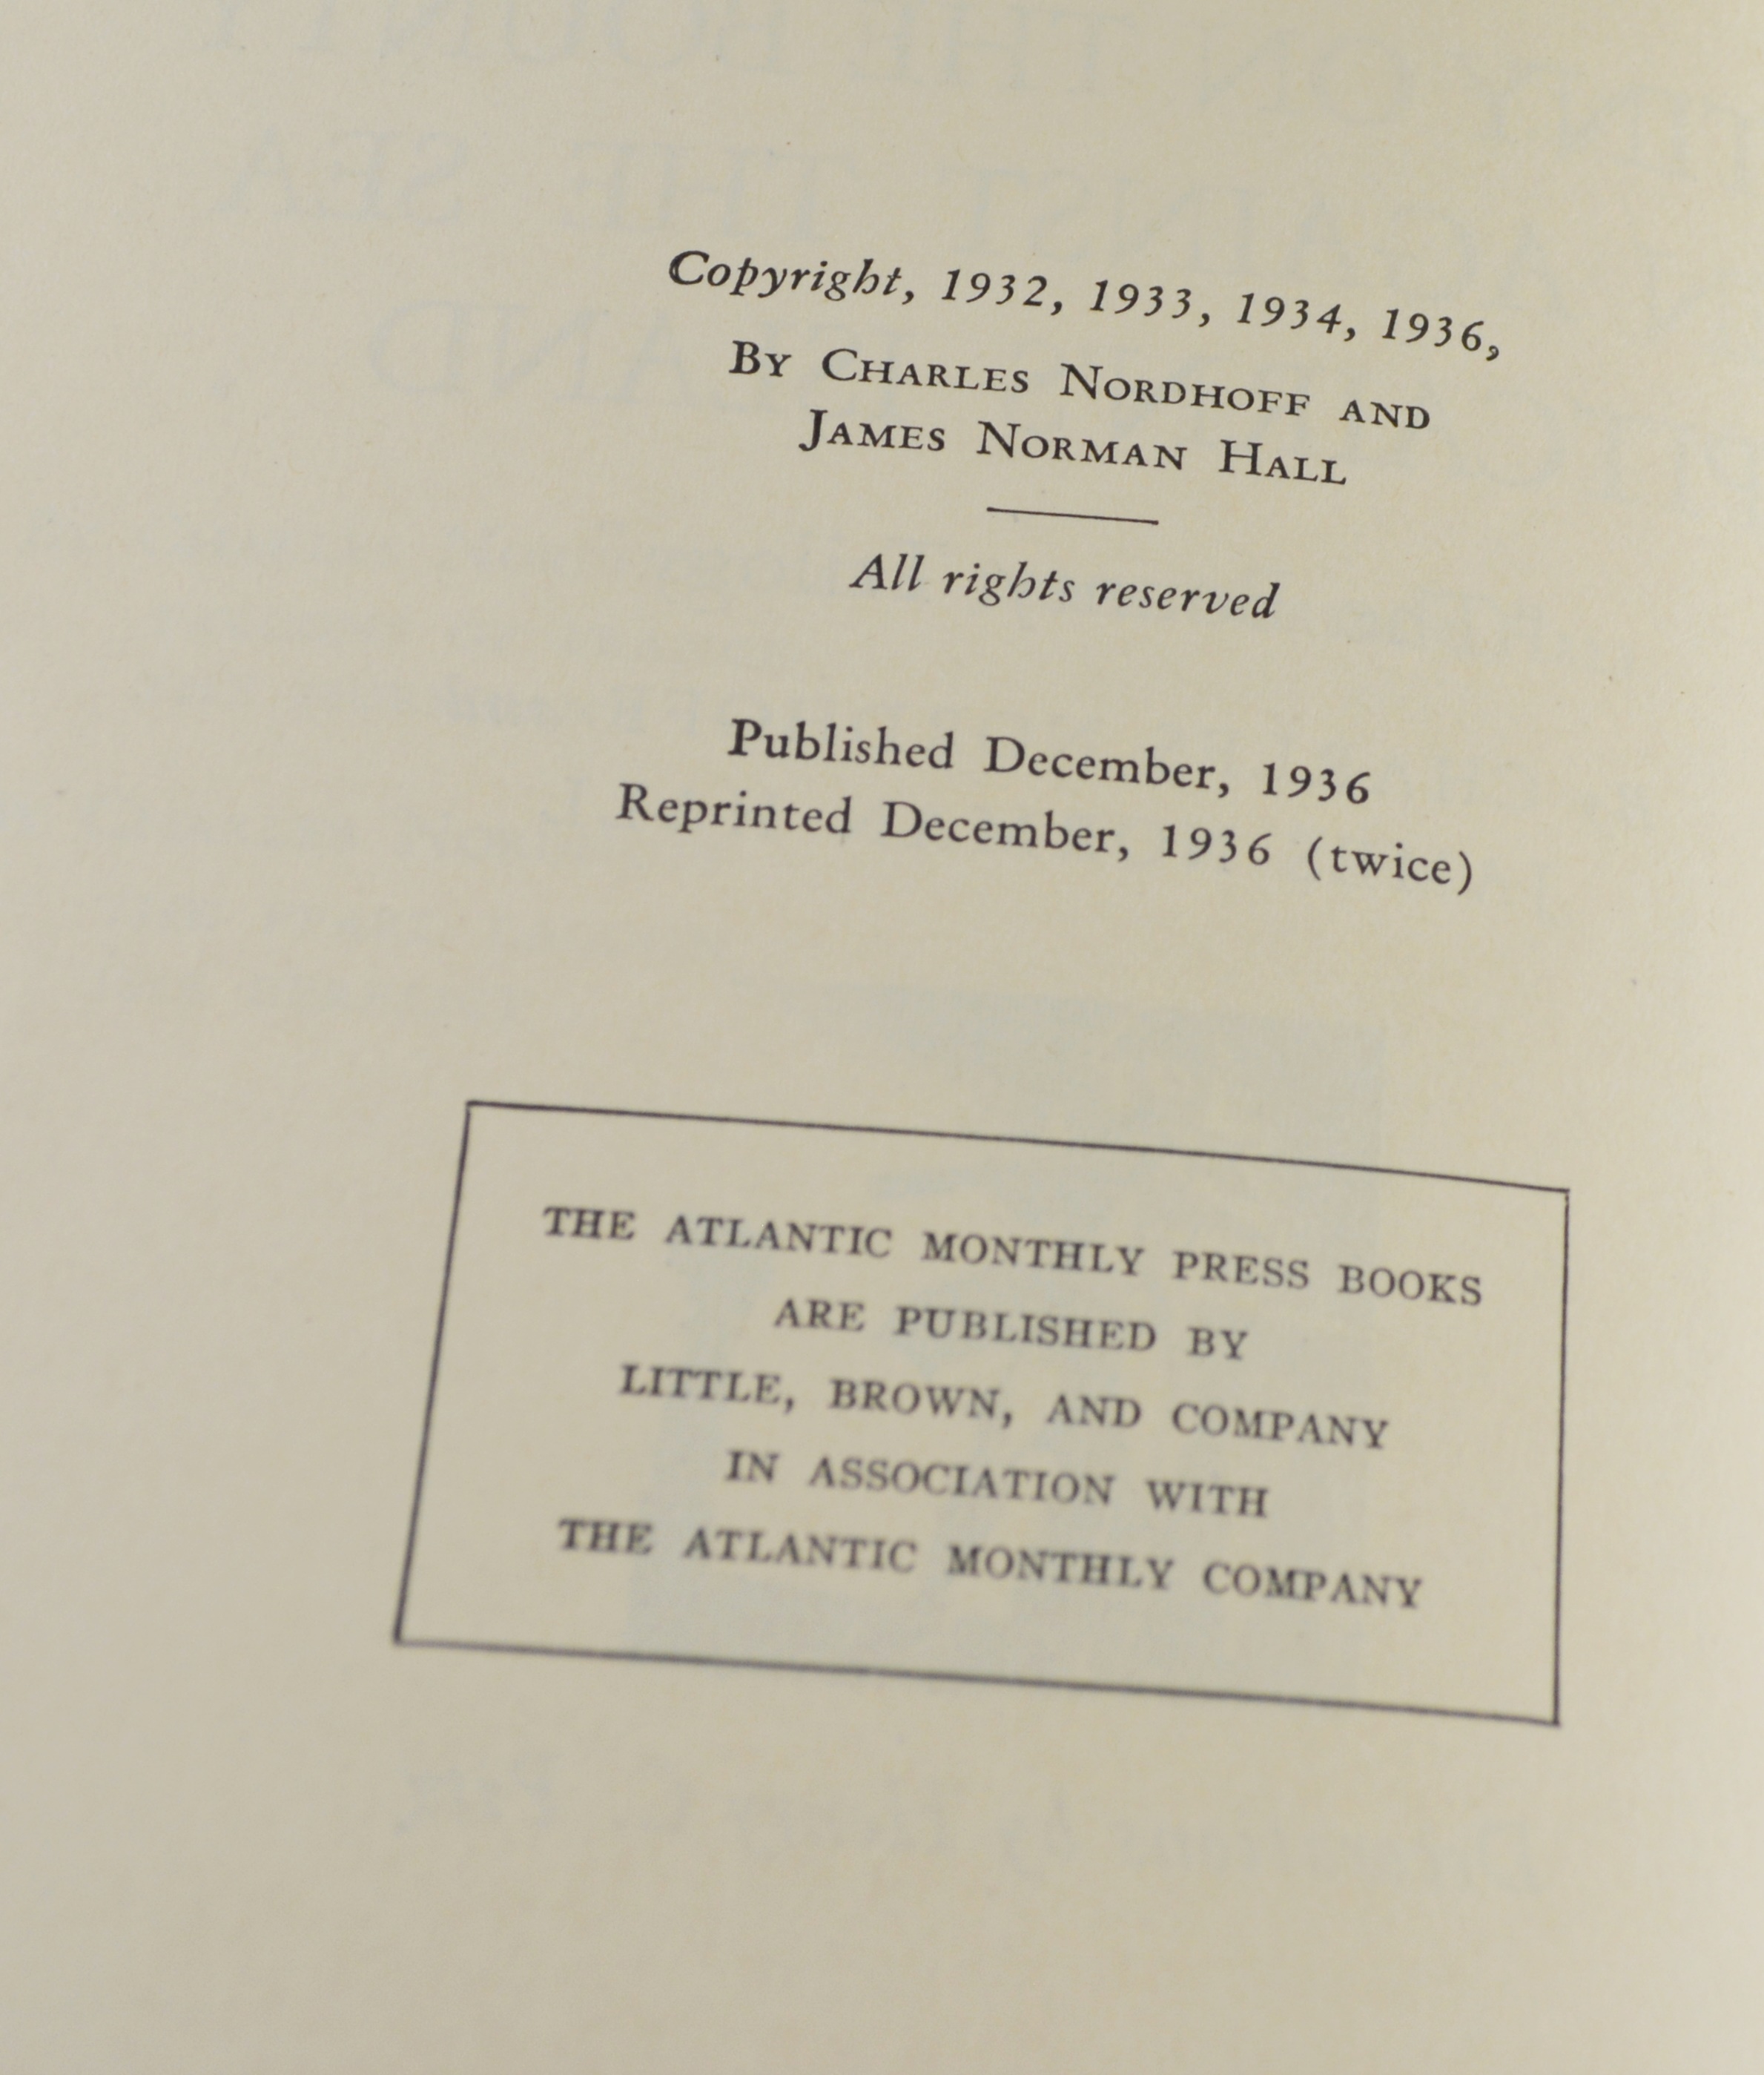 Copyright, 1932, 1933, 1934, 1936,
By Charles Nordhoff and
James Norman Hall
All rights reserved
Published December, 1936
Reprinted December, 1936 (twice)
THE ATLANTIC MONTHLY PRESS BOOKS
ARE PUBLISHED BY
LITTLE, BROWN, AND COMPANY
IN ASSOCIATION WITH
THE ATLANTIC MONTHLY COMPANY